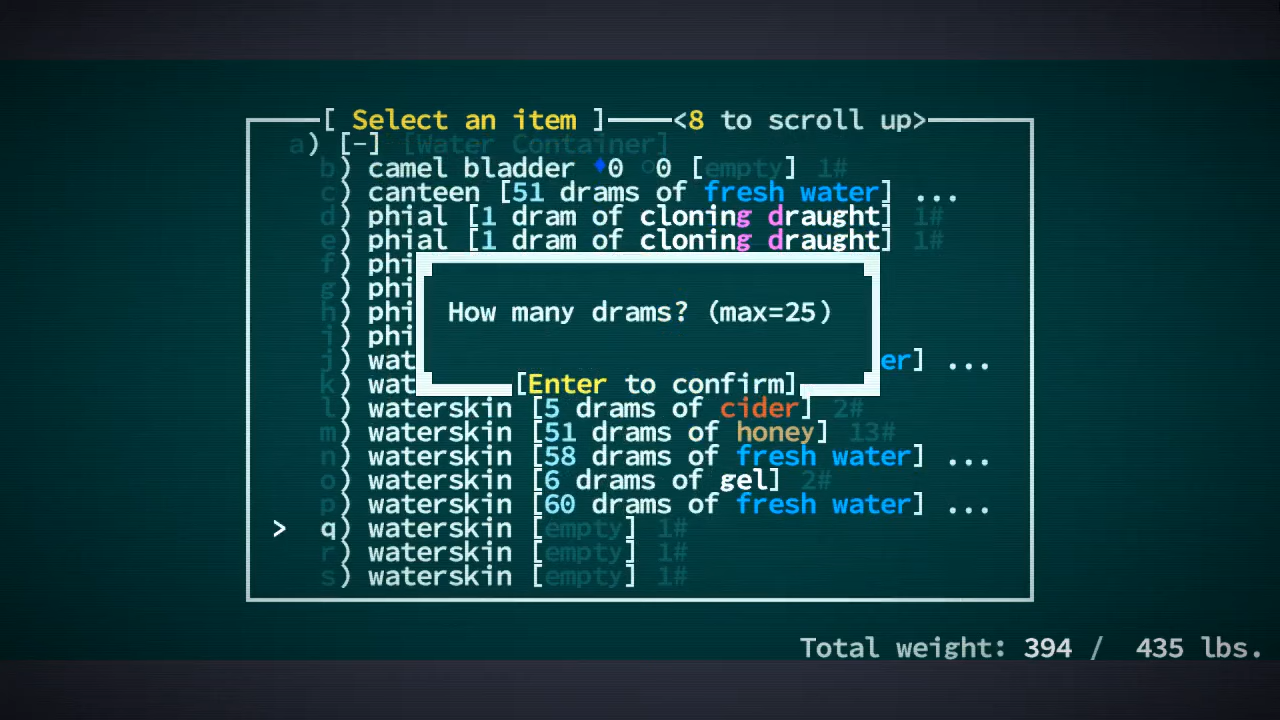 [ Select an item ] <8 to scroll up>
a) [-] [Water Container]
b) camel bladder ♦0 ○0 [empty] 1#
c) canteen [51 drams of fresh water] ...
d) phial [1 dram of cloning draught] 1#
e) phial [1 dram of cloning draught] 1#
f) phi
g) phi
How many drams? (max=25)
h) phi
i) phi
j) wat er] ...
k) wat
[Enter to confirm]
l) waterskin [5 drams of cider] 2#
m) waterskin [51 drams of honey] 13#
n) waterskin [58 drams of fresh water] ...
o) waterskin [6 drams of gel] 2#
p) waterskin [60 drams of fresh water] ...
> q) waterskin [empty] 1#
r) waterskin [empty] 1#
s) waterskin [empty] 1#
Total weight: 394 / 435 lbs.